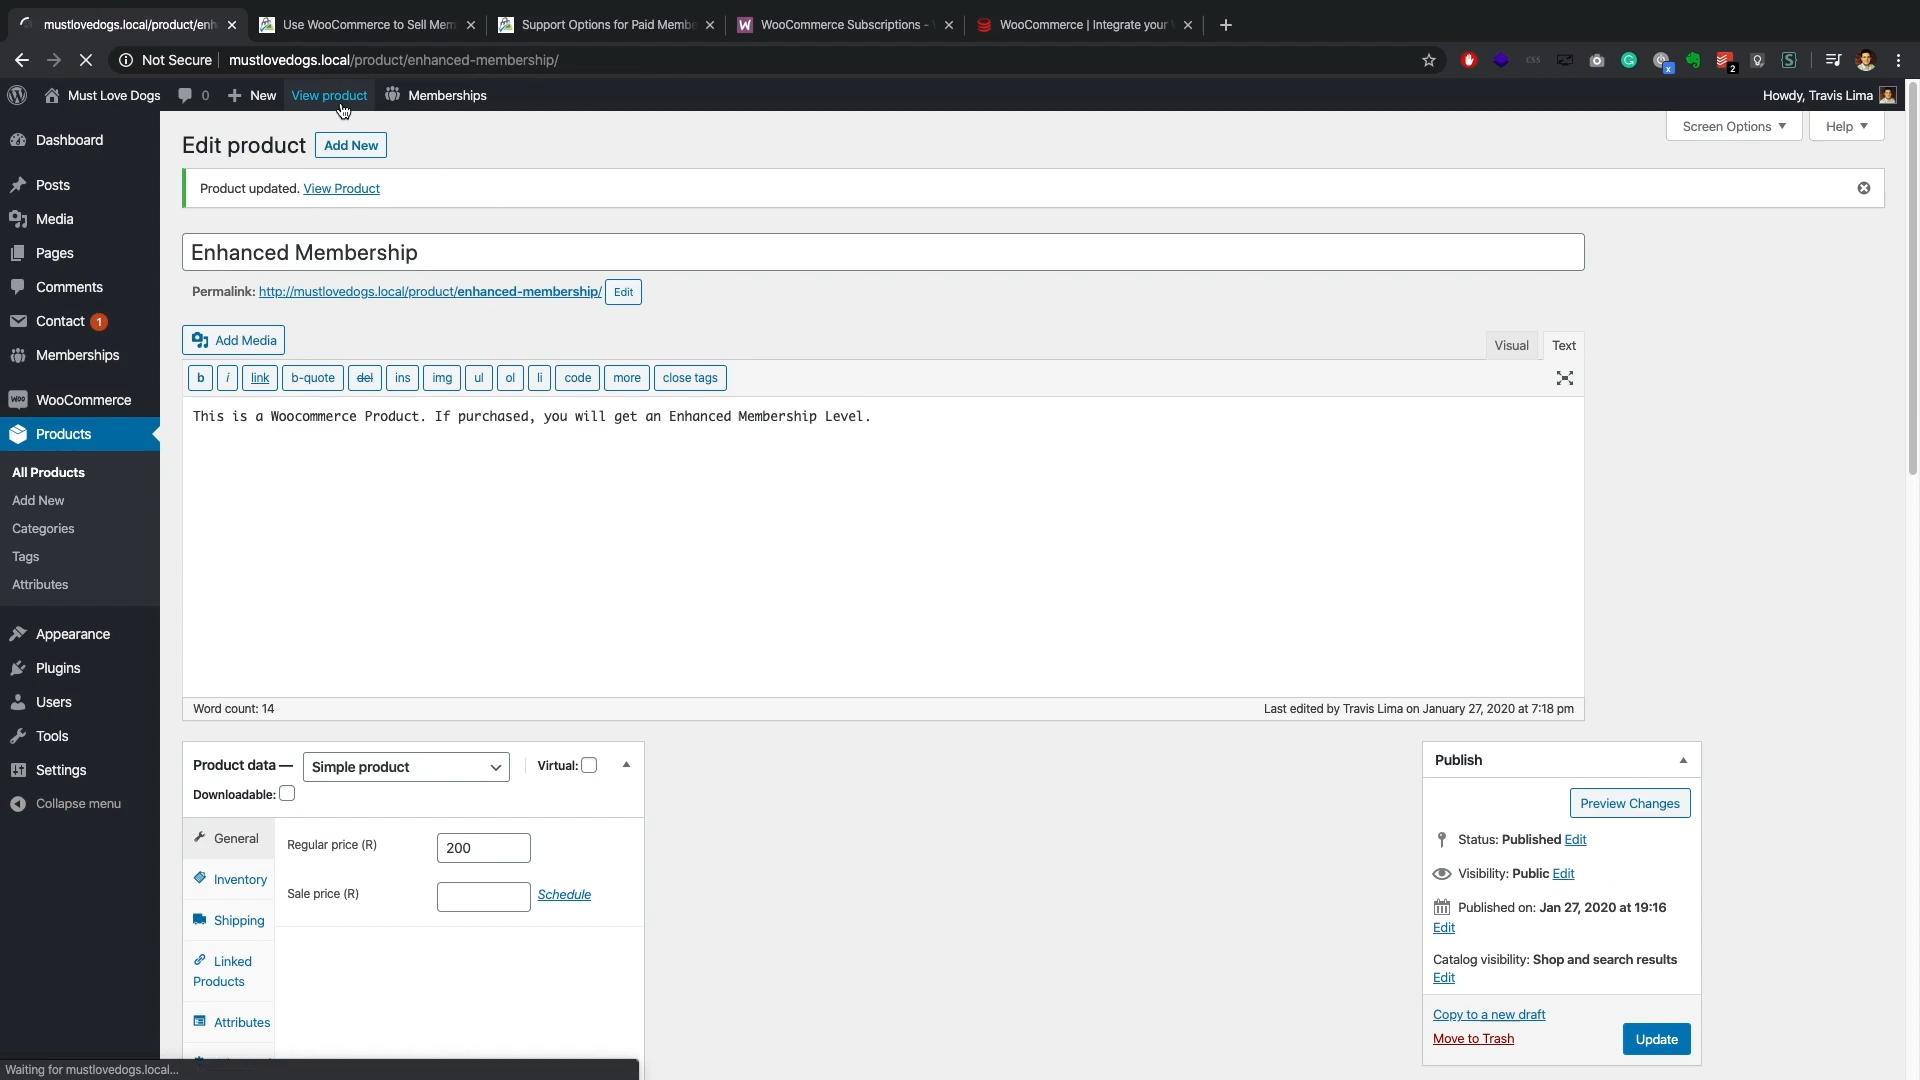 mustlovedogs.local/product/enh
Use WooCommerce to Sell Mem
Support Options for Paid Membe
WooCommerce Subscriptions -
WooCommerce | Integrate your
Not Secure mustlovedogs.local/product/enhanced-membership/
Must Love Dogs 0 New View product Memberships
Howdy, Travis Lima
Dashboard
Posts
Media
Pages
Comments
Contact 1
Memberships
WooCommerce
Products
All Products
Add New
Categories
Tags
Attributes
Appearance
Plugins
Users
Tools
Settings
Collapse menu
Screen Options
Help
Edit product Add New
Product updated. View Product
Enhanced Membership
Permalink: http://mustlovedogs.local/product/enhanced-membership/ Edit
Add Media
Visual Text
b i link b-quote del ins img ul ol li code more close tags
This is a Woocommerce Product. If purchased, you will get an Enhanced Membership Level.
Word count: 14
Last edited by Travis Lima on January 27, 2020 at 7:18 pm
Product data — Simple product Virtual:
Downloadable:
General
Inventory
Shipping
Linked
Products
Attributes
Regular price (R) 200
Sale price (R) Schedule
Publish
Preview Changes
Status: Published Edit
Visibility: Public Edit
Published on: Jan 27, 2020 at 19:16
Edit
Catalog visibility: Shop and search results
Edit
Copy to a new draft
Move to Trash
Update
Waiting for mustlovedogs.local...